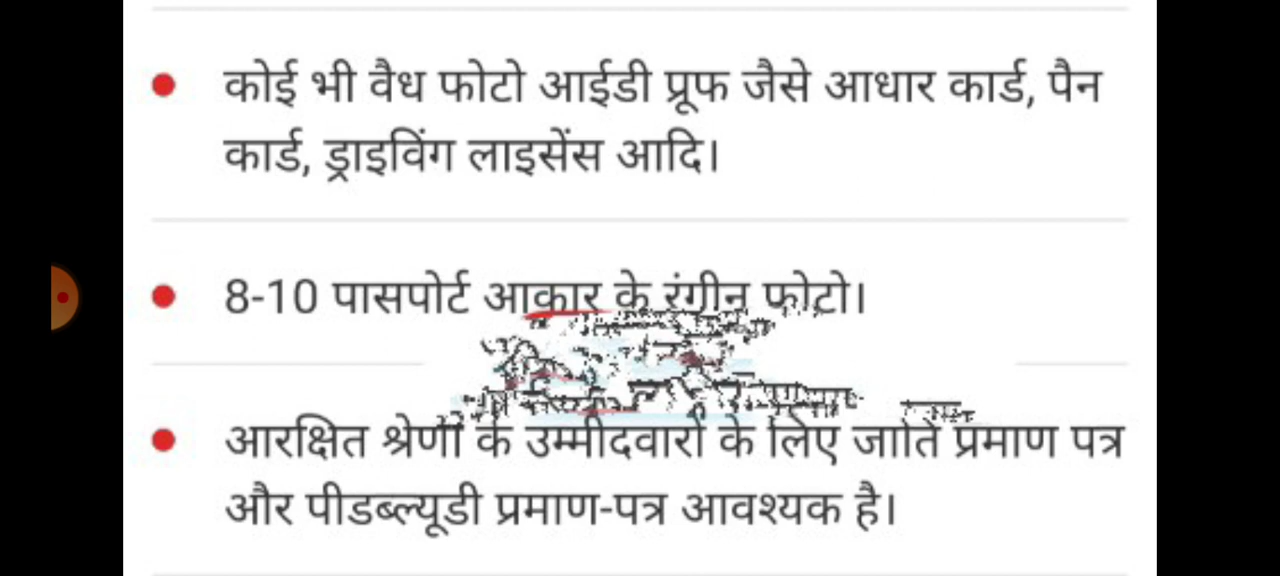 कोई भी वैध फोटो आईडी प्रूफ जैसे आधार कार्ड, पैन
कार्ड, ड्राइविंग लाइसेंस आदि।
8-10 पासपोर्ट आकार के रंगीन फोटो।
आरक्षित श्रेणी के उम्मीदवारों के लिए जाति प्रमाण पत्र
और पीडब्ल्यूडी प्रमाण-पत्र आवश्यक है।